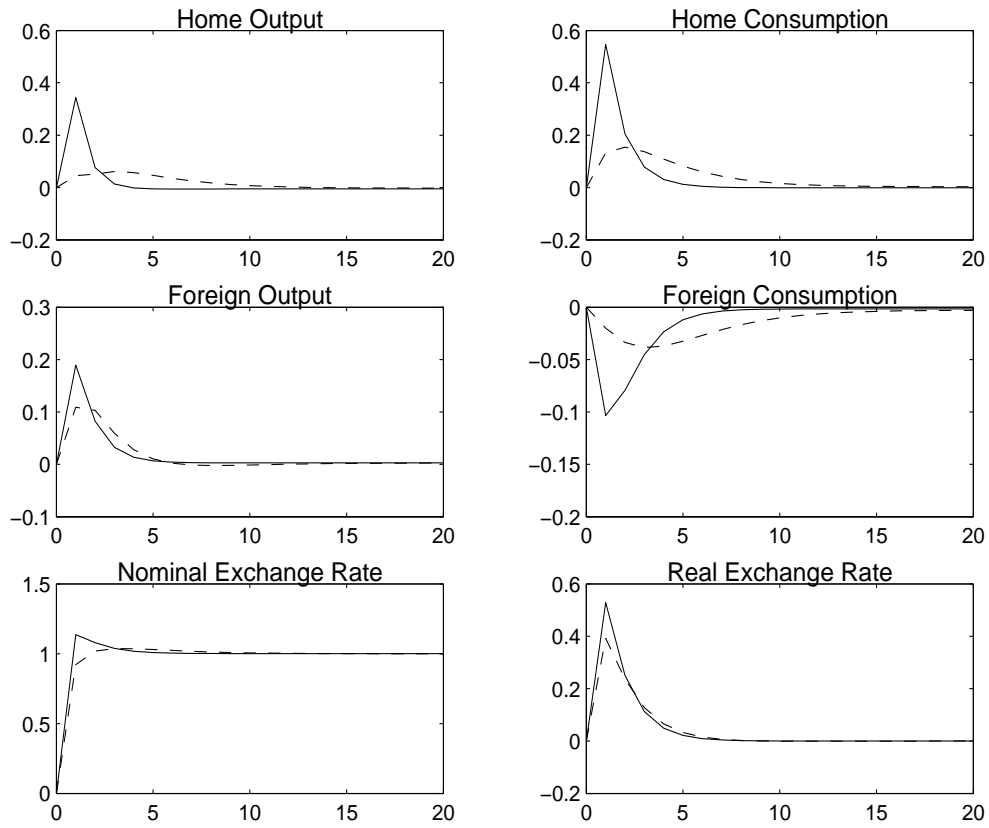 Home Output
0.6
0.4
0.2
0
−0.2
0 5 10 15 20
Home Consumption
0.6
0.4
0.2
0
−0.2
0 5 10 15 20
Foreign Output
0.3
0.2
0.1
0
−0.1
0 5 10 15 20
Foreign Consumption
0
−0.05
−0.1
−0.15
−0.2
0 5 10 15 20
Nominal Exchange Rate
1.5
1
0.5
0
0 5 10 15 20
Real Exchange Rate
0.6
0.4
0.2
0
−0.2
0 5 10 15 20